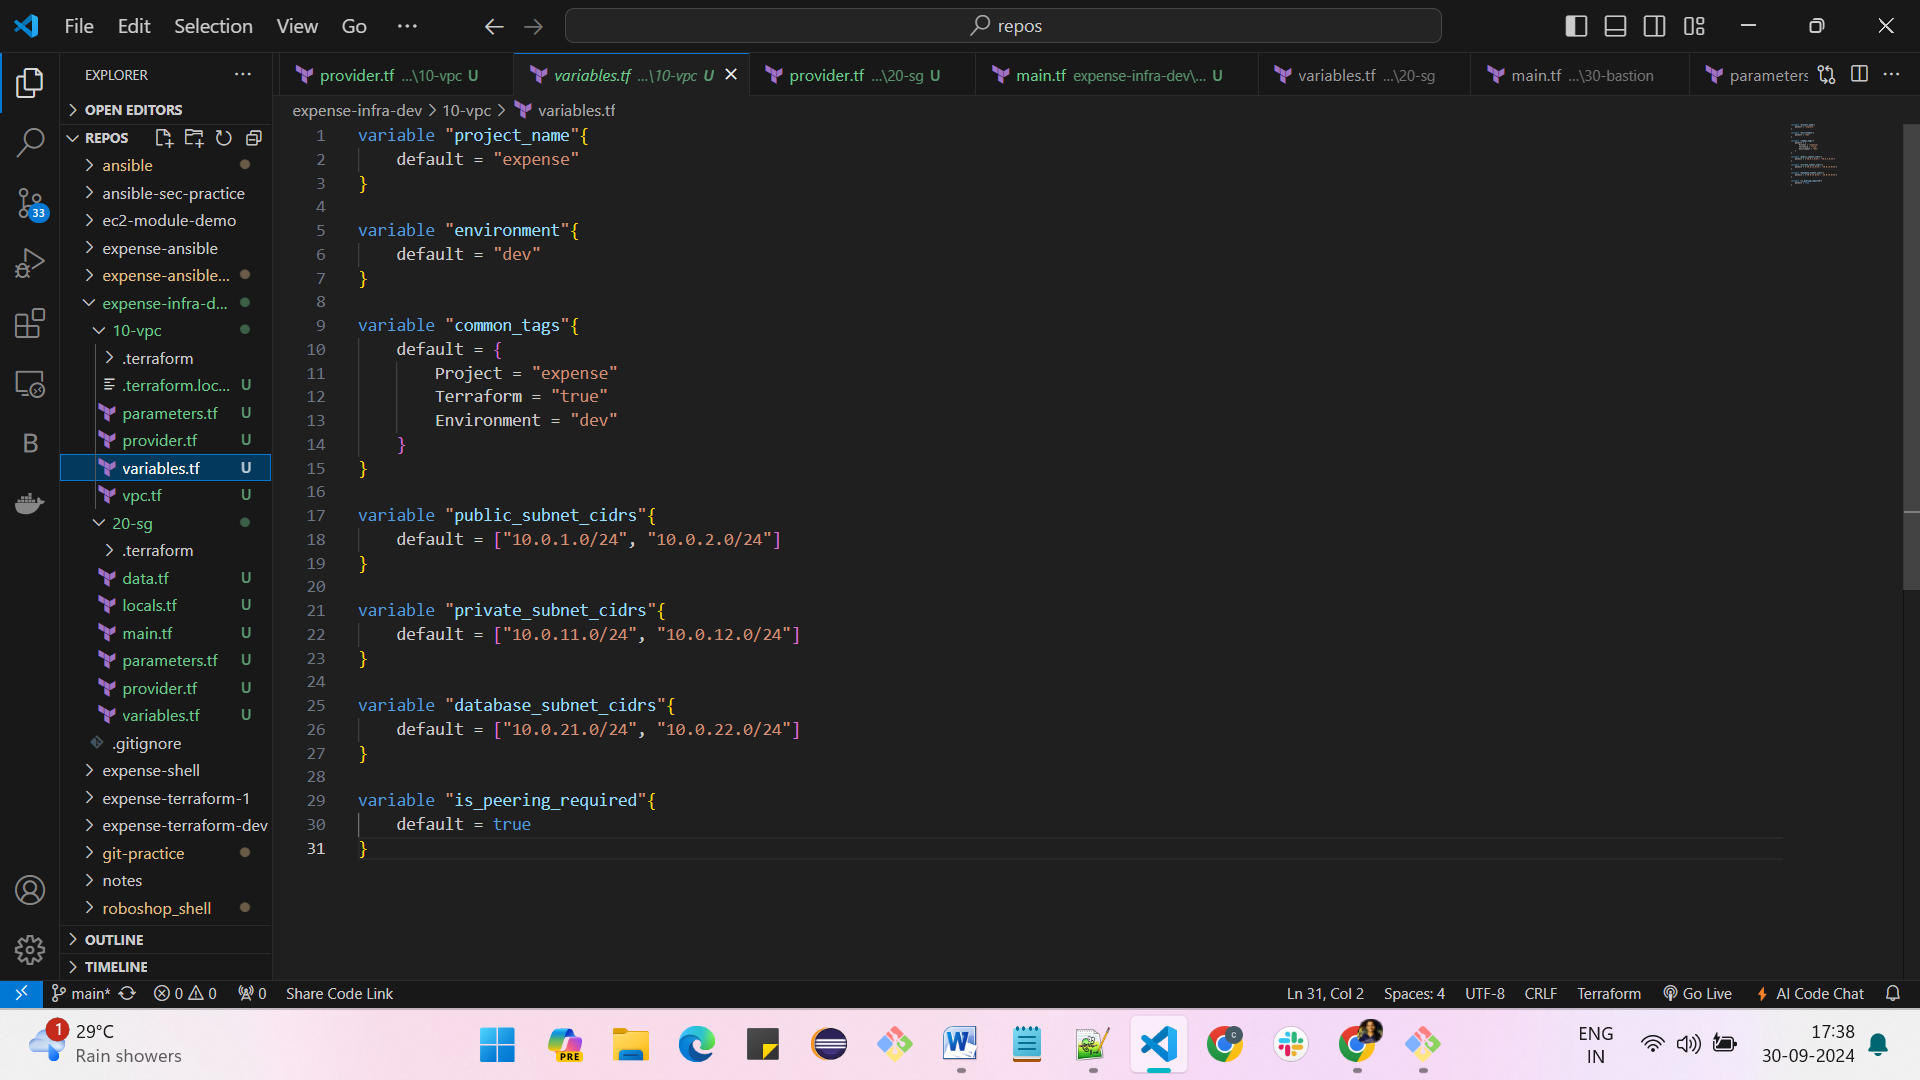 File Edit Selection View Go ···
repos
EXPLORER ···
OPEN EDITORS
REPOS
ansible
ansible-sec-practice
ec2-module-demo
expense-ansible
expense-ansible...
expense-infra-d...
10-vpc
.terraform
.terraform.loc... U
parameters.tf U
provider.tf U
variables.tf U
vpc.tf U
20-sg
.terraform
data.tf U
locals.tf U
main.tf U
parameters.tf U
provider.tf U
variables.tf U
.gitignore
expense-shell
expense-terraform-1
expense-terraform-dev
git-practice
notes
roboshop_shell
OUTLINE
TIMELINE
33
B
provider.tf ...\10-vpc U variables.tf ...\10-vpc U provider.tf ...\20-sg U main.tf expense-infra-dev\... U variables.tf ...\20-sg main.tf ...\30-bastion parameters ···
expense-infra-dev > 10-vpc > variables.tf
1 variable "project_name"{
2 default = "expense"
3 }
4
5 variable "environment"{
6 default = "dev"
7 }
8
9 variable "common_tags"{
10 default = {
11 Project = "expense"
12 Terraform = "true"
13 Environment = "dev"
14 }
15 }
16
17 variable "public_subnet_cidrs"{
18 default = ["10.0.1.0/24", "10.0.2.0/24"]
19 }
20
21 variable "private_subnet_cidrs"{
22 default = ["10.0.11.0/24", "10.0.12.0/24"]
23 }
24
25 variable "database_subnet_cidrs"{
26 default = ["10.0.21.0/24", "10.0.22.0/24"]
27 }
28
29 variable "is_peering_required"{
30 default = true
31 }
main* 0 0 0 Share Code Link Ln 31, Col 2 Spaces: 4 UTF-8 CRLF Terraform Go Live AI Code Chat
1 29°C
Rain showers
PRE
W
C
ENG
IN
17:38
30-09-2024